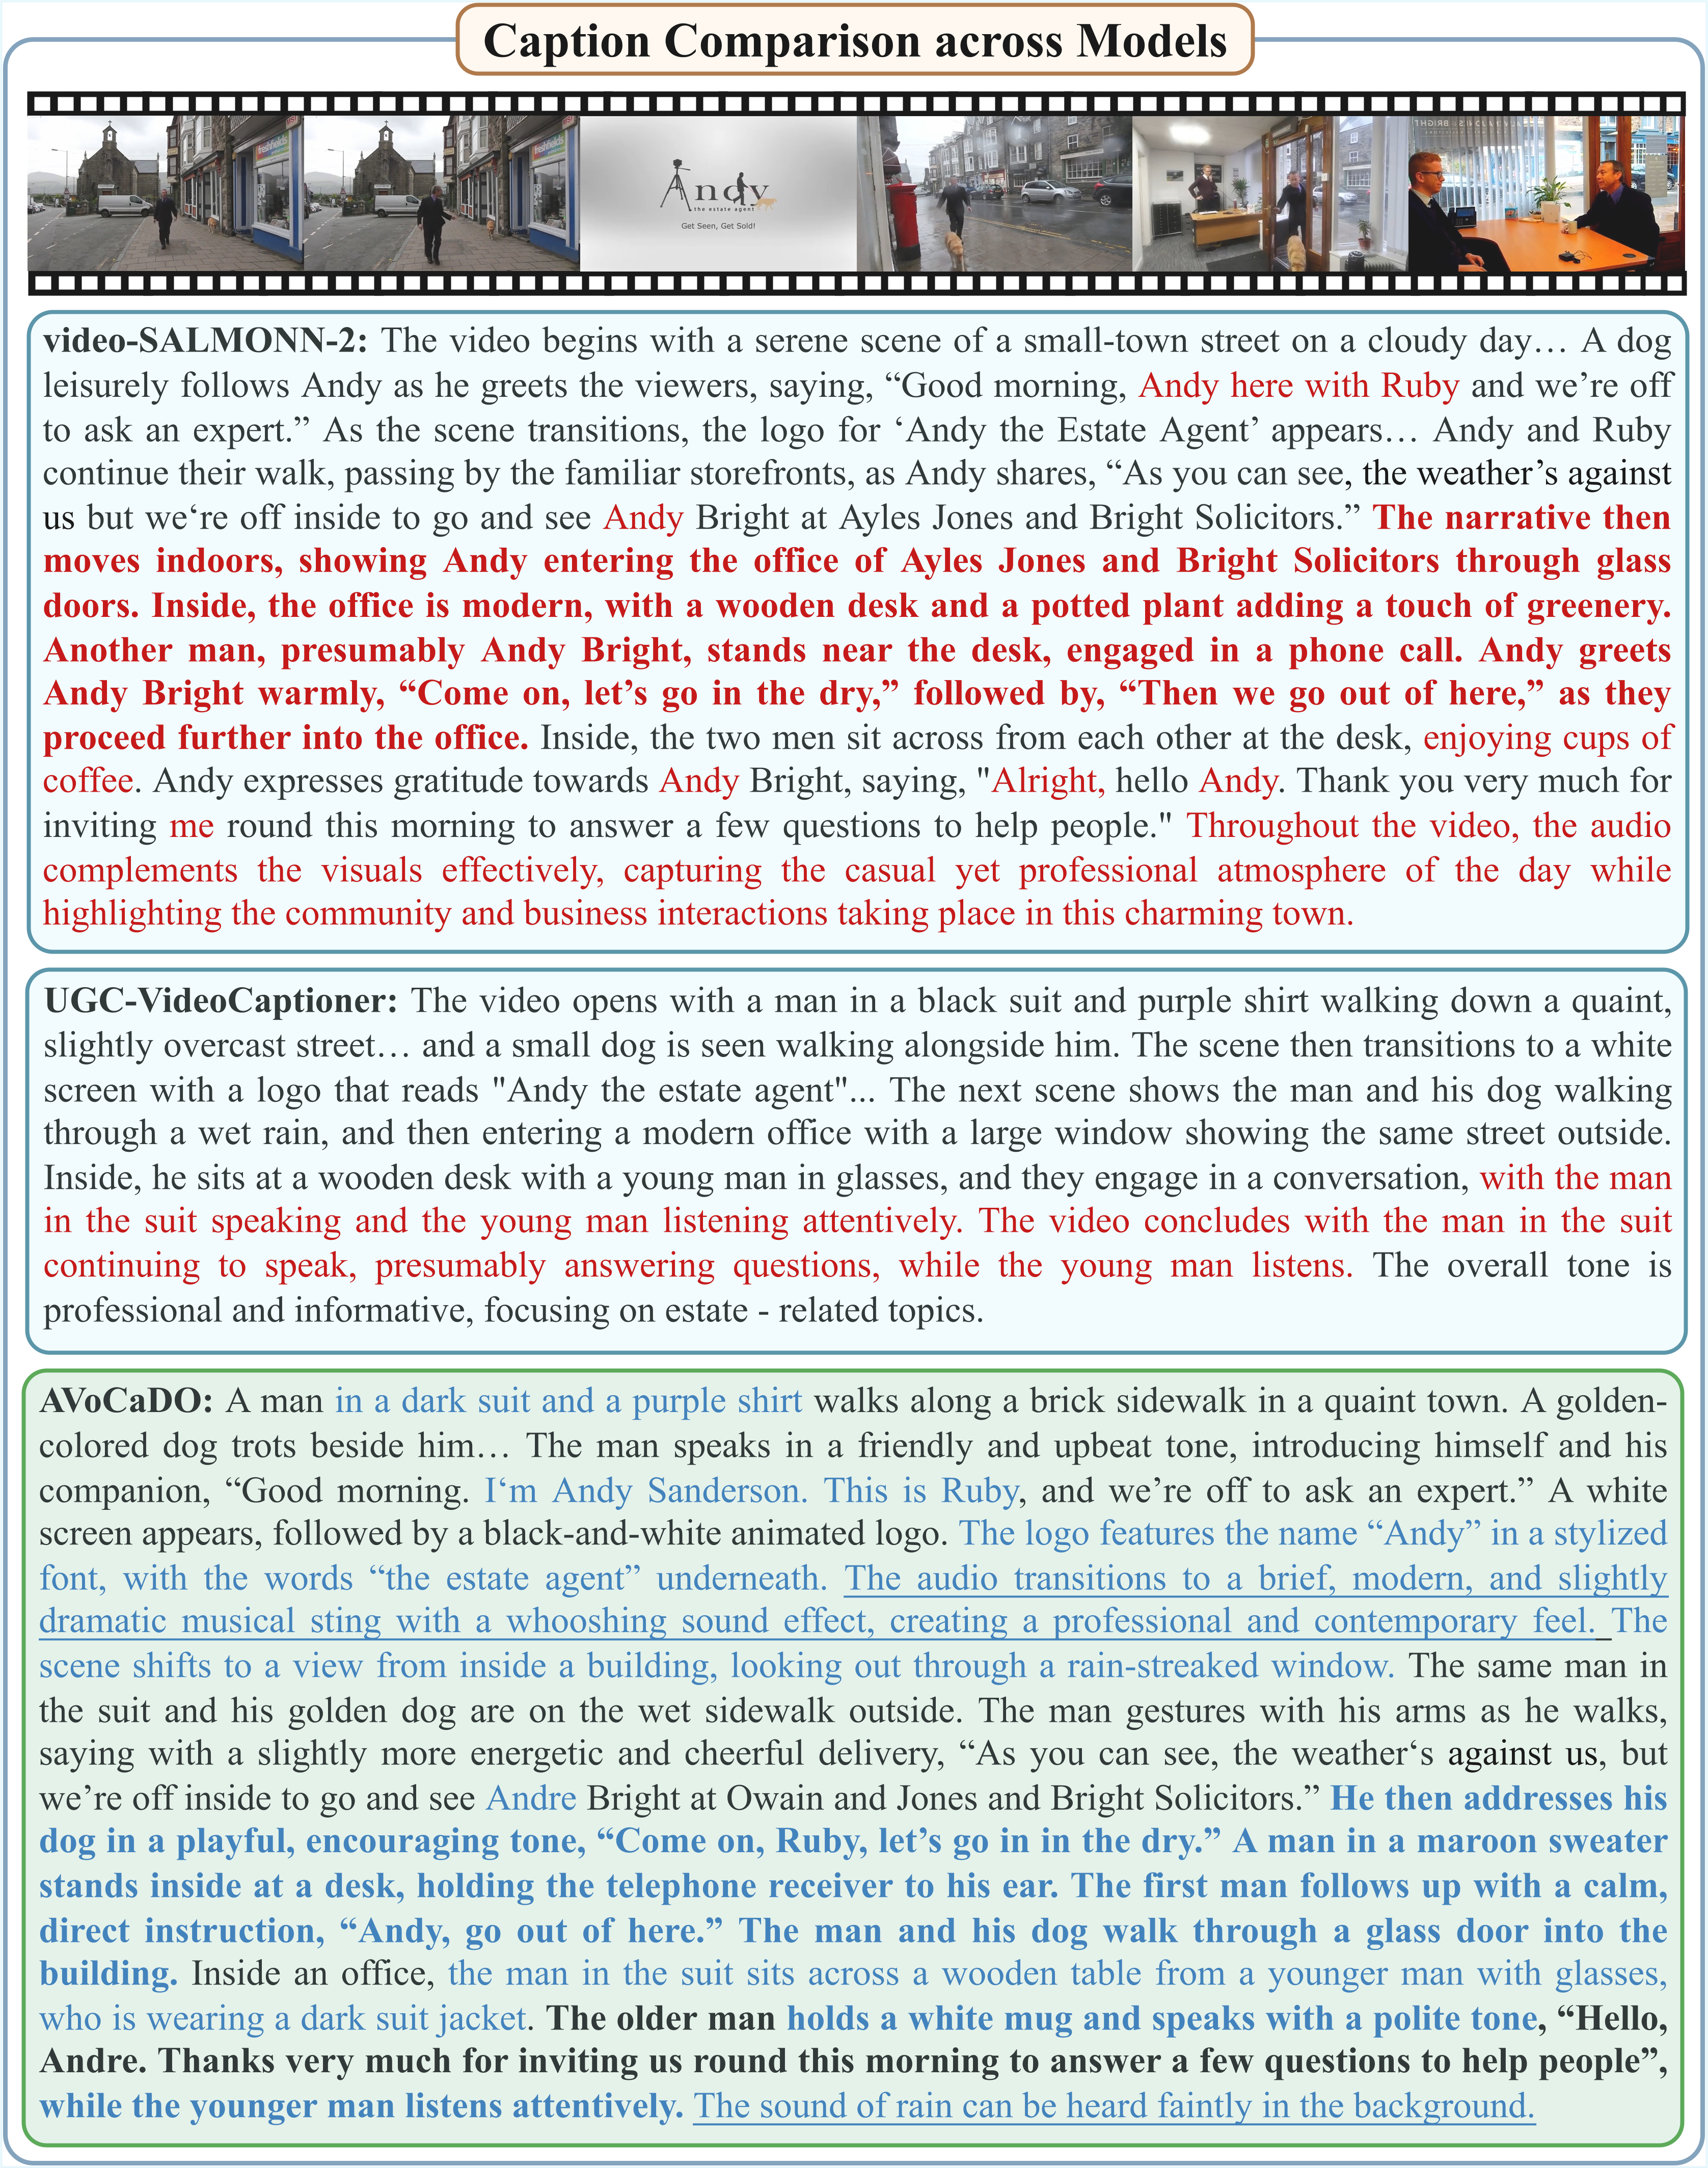 Caption Comparison across Models
freshfields
Andy
the estate agent
Get Seen, Get Sold!
BRIGHT
video-SALMONN-2: The video begins with a serene scene of a small-town street on a cloudy day… A dog
leisurely follows Andy as he greets the viewers, saying, “Good morning, Andy here with Ruby and we’re off
to ask an expert.” As the scene transitions, the logo for ‘Andy the Estate Agent’ appears… Andy and Ruby
continue their walk, passing by the familiar storefronts, as Andy shares, “As you can see, the weather’s against
us but we‘re off inside to go and see Andy Bright at Ayles Jones and Bright Solicitors.” The narrative then
moves indoors, showing Andy entering the office of Ayles Jones and Bright Solicitors through glass
doors. Inside, the office is modern, with a wooden desk and a potted plant adding a touch of greenery.
Another man, presumably Andy Bright, stands near the desk, engaged in a phone call. Andy greets
Andy Bright warmly, “Come on, let’s go in the dry,” followed by, “Then we go out of here,” as they
proceed further into the office. Inside, the two men sit across from each other at the desk, enjoying cups of
coffee. Andy expresses gratitude towards Andy Bright, saying, "Alright, hello Andy. Thank you very much for
inviting me round this morning to answer a few questions to help people." Throughout the video, the audio
complements the visuals effectively, capturing the casual yet professional atmosphere of the day while
highlighting the community and business interactions taking place in this charming town.
UGC-VideoCaptioner: The video opens with a man in a black suit and purple shirt walking down a quaint,
slightly overcast street… and a small dog is seen walking alongside him. The scene then transitions to a white
screen with a logo that reads "Andy the estate agent"... The next scene shows the man and his dog walking
through a wet rain, and then entering a modern office with a large window showing the same street outside.
Inside, he sits at a wooden desk with a young man in glasses, and they engage in a conversation, with the man
in the suit speaking and the young man listening attentively. The video concludes with the man in the suit
continuing to speak, presumably answering questions, while the young man listens. The overall tone is
professional and informative, focusing on estate - related topics.
AVoCaDO: A man in a dark suit and a purple shirt walks along a brick sidewalk in a quaint town. A golden-
colored dog trots beside him… The man speaks in a friendly and upbeat tone, introducing himself and his
companion, “Good morning. I‘m Andy Sanderson. This is Ruby, and we’re off to ask an expert.” A white
screen appears, followed by a black-and-white animated logo. The logo features the name “Andy” in a stylized
font, with the words “the estate agent” underneath. The audio transitions to a brief, modern, and slightly
dramatic musical sting with a whooshing sound effect, creating a professional and contemporary feel. The
scene shifts to a view from inside a building, looking out through a rain-streaked window. The same man in
the suit and his golden dog are on the wet sidewalk outside. The man gestures with his arms as he walks,
saying with a slightly more energetic and cheerful delivery, “As you can see, the weather‘s against us, but
we’re off inside to go and see Andre Bright at Owain and Jones and Bright Solicitors.” He then addresses his
dog in a playful, encouraging tone, “Come on, Ruby, let’s go in in the dry.” A man in a maroon sweater
stands inside at a desk, holding the telephone receiver to his ear. The first man follows up with a calm,
direct instruction, “Andy, go out of here.” The man and his dog walk through a glass door into the
building. Inside an office, the man in the suit sits across a wooden table from a younger man with glasses,
who is wearing a dark suit jacket. The older man holds a white mug and speaks with a polite tone, “Hello,
Andre. Thanks very much for inviting us round this morning to answer a few questions to help people”,
while the younger man listens attentively. The sound of rain can be heard faintly in the background.